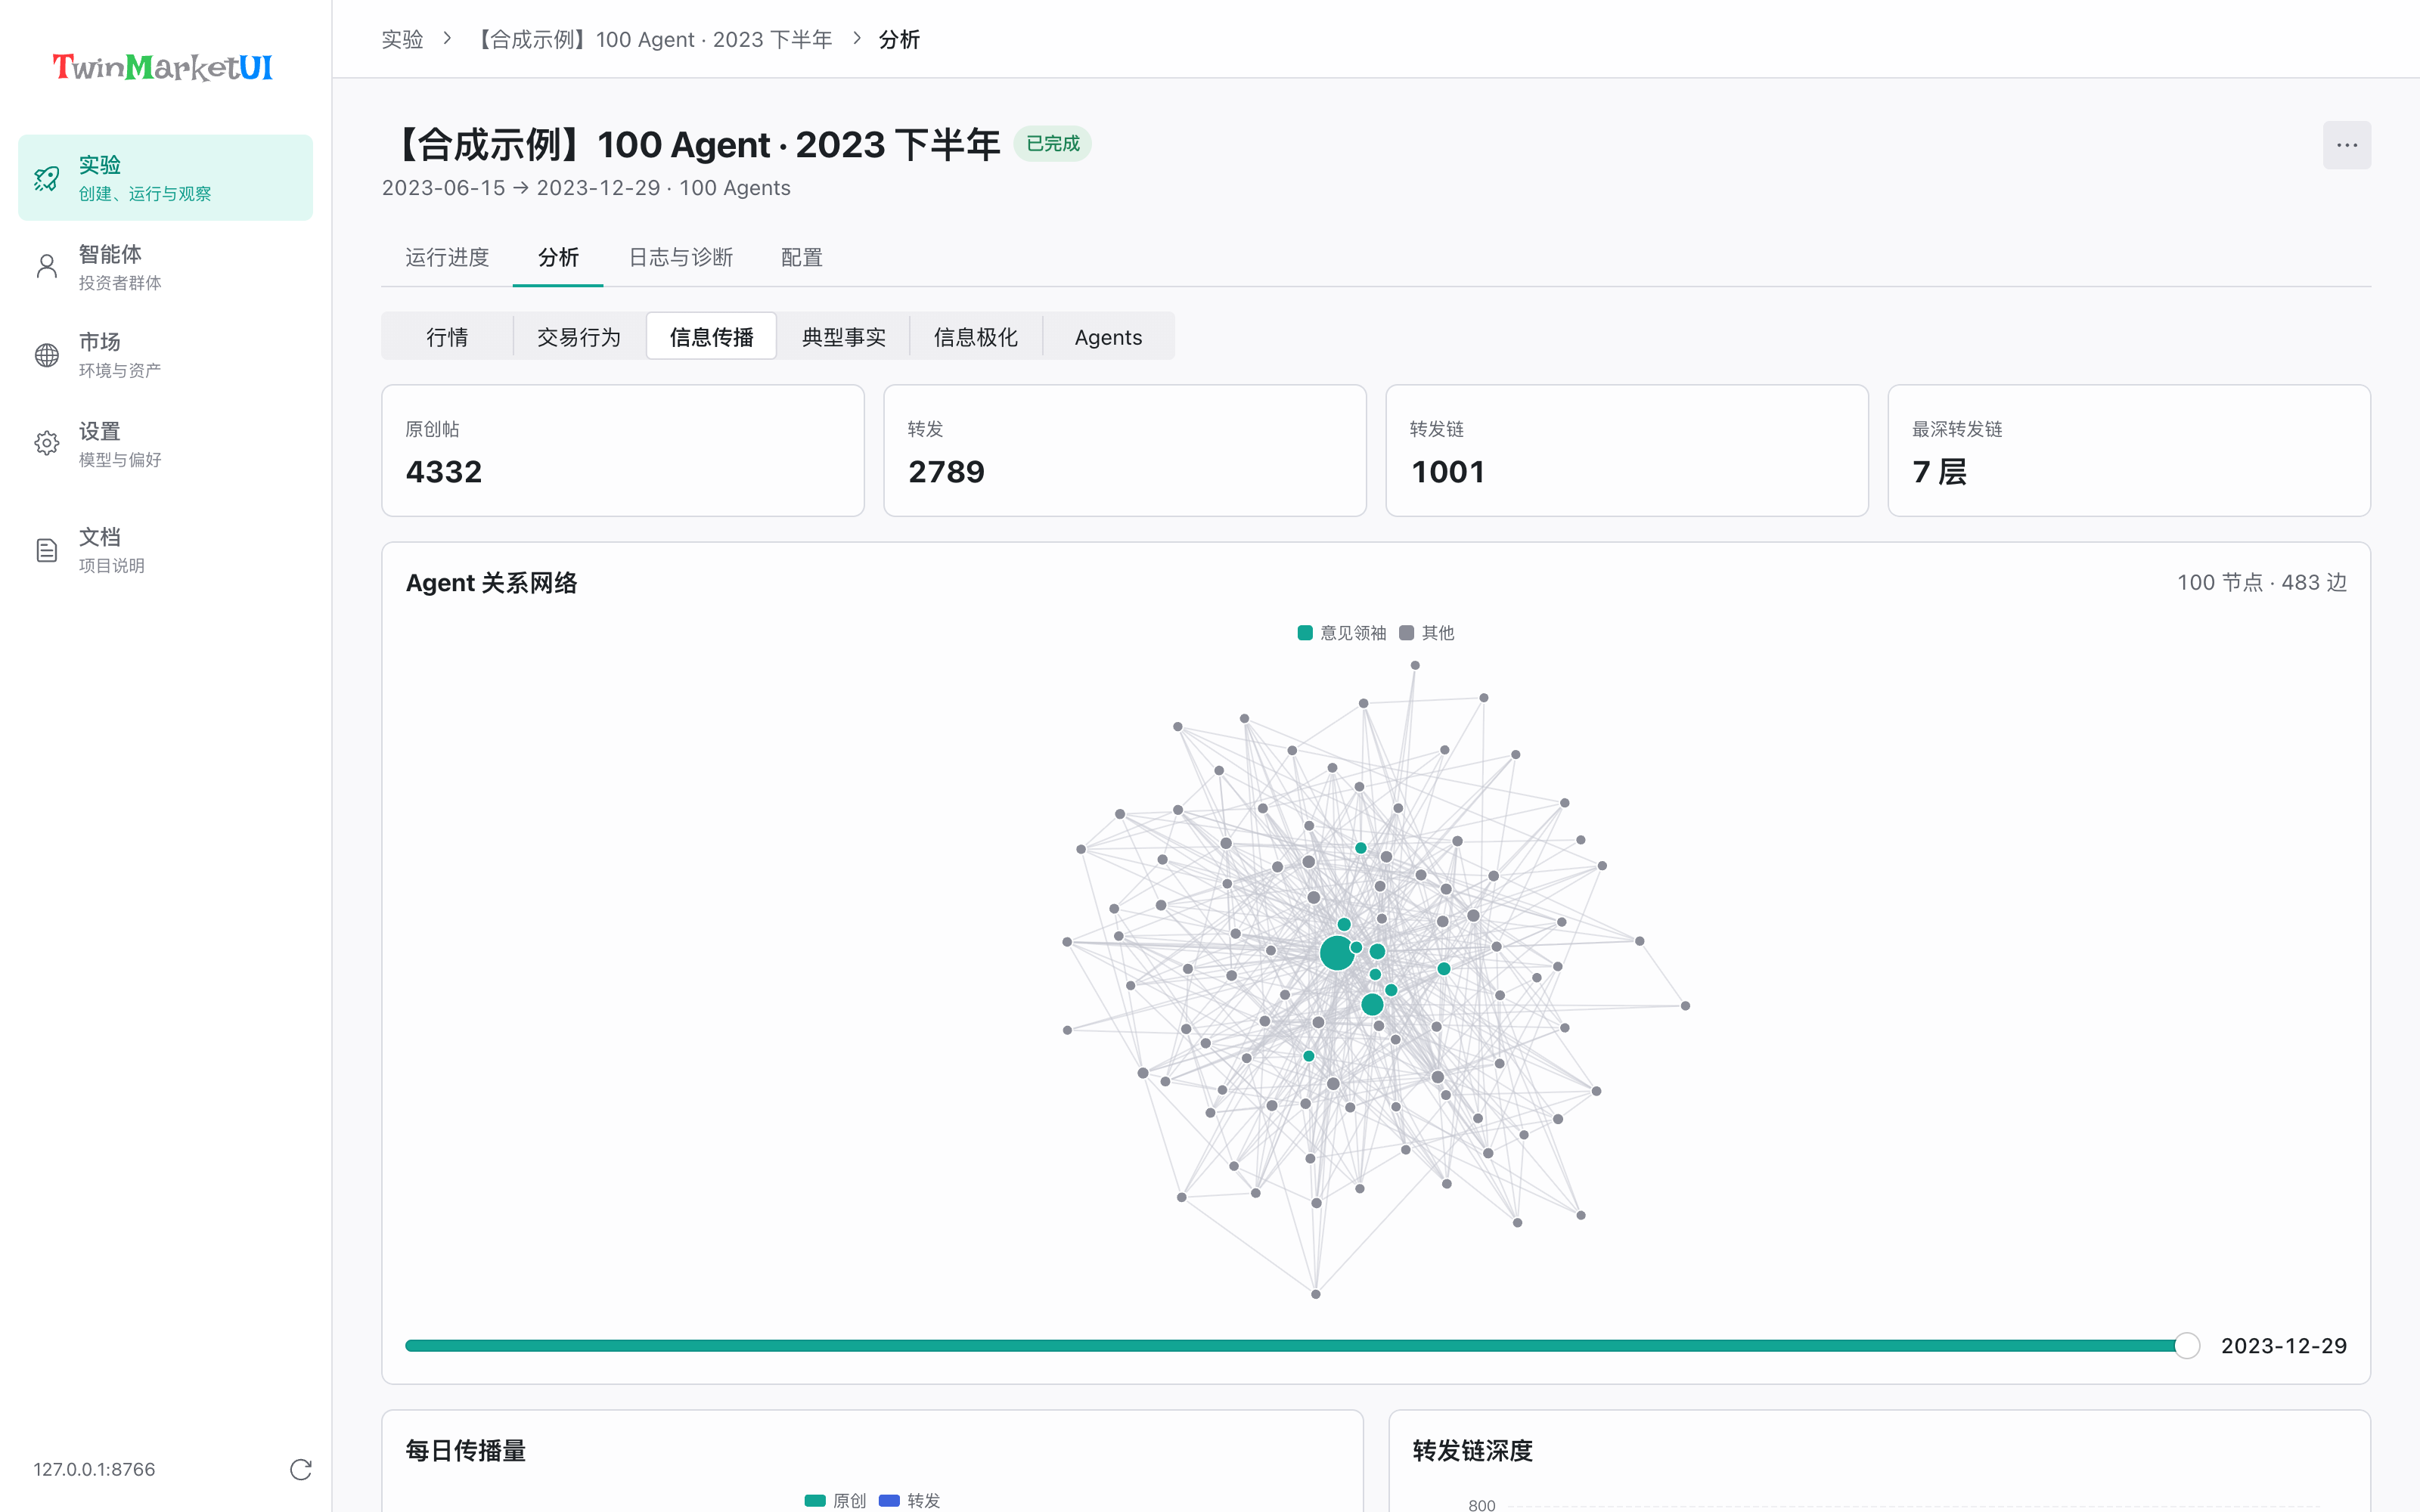 TwinMarketUI
实验
创建、运行与观察
智能体
投资者群体
市场
环境与资产
设置
模型与偏好
文档
项目说明
127.0.0.1:8766
实验 > 【合成示例】100 Agent · 2023 下半年 > 分析
【合成示例】100 Agent · 2023 下半年 已完成
2023-06-15 → 2023-12-29 · 100 Agents
运行进度 分析 日志与诊断 配置
行情 交易行为 信息传播 典型事实 信息极化 Agents
原创帖
4332
转发
2789
转发链
1001
最深转发链
7 层
Agent 关系网络
100 节点 · 483 边
意见领袖 其他
2023-12-29
每日传播量
原创 转发
转发链深度
800